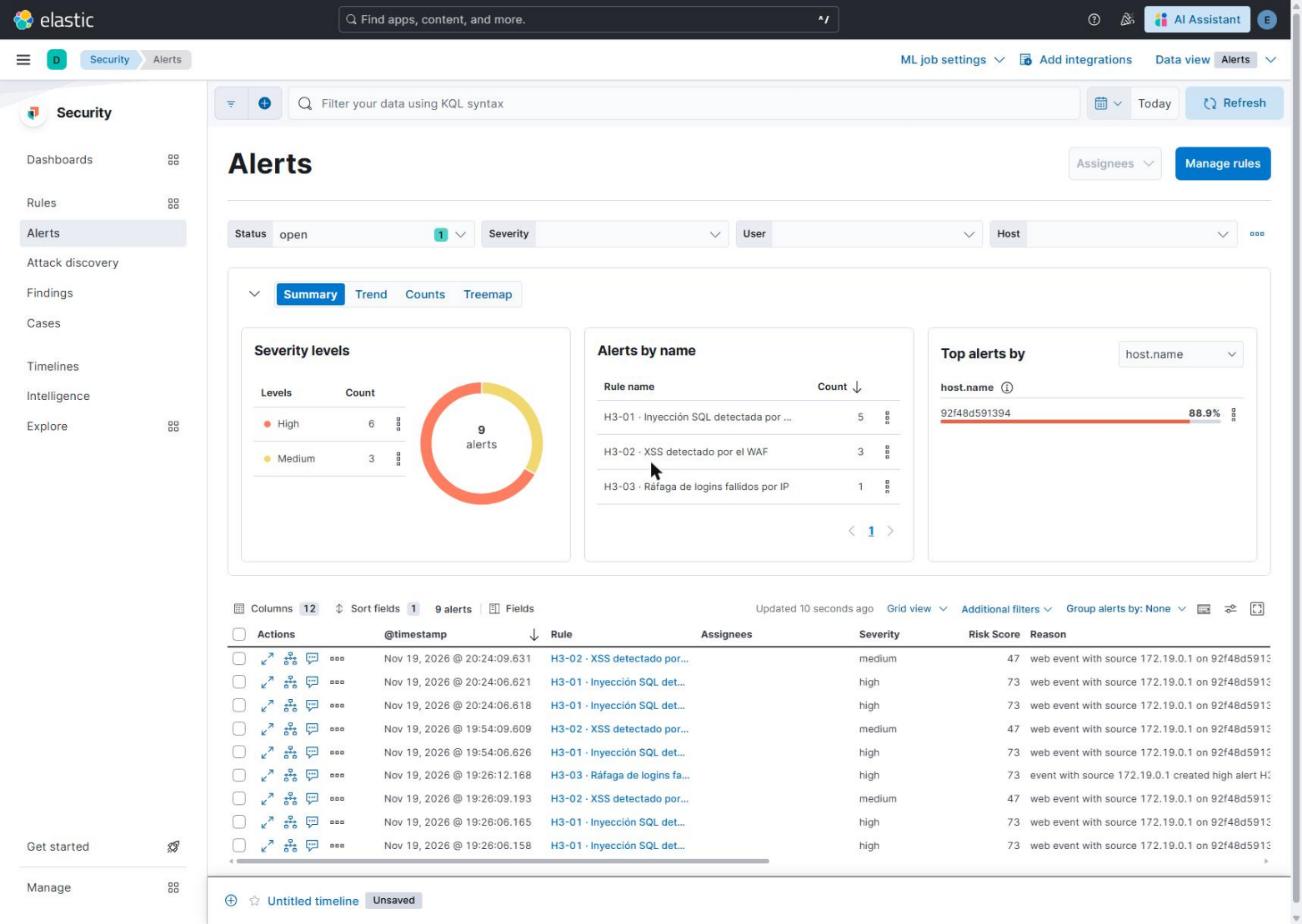 elastic
Find apps, content, and more.
^/
AI Assistant
E
D
Security
Alerts
ML job settings
Add integrations
Data view Alerts
Security
Dashboards
Rules
Alerts
Attack discovery
Findings
Cases
Timelines
Intelligence
Explore
Get started
Manage
Filter your data using KQL syntax
Today
Refresh
Alerts
Assignees
Manage rules
Status open 1
Severity
User
Host
Summary Trend Counts Treemap
Severity levels
Levels Count
High 6
Medium 3
9
alerts
Alerts by name
Rule name Count
H3-01 · Inyección SQL detectada por ... 5
H3-02 · XSS detectado por el WAF 3
H3-03 · Ráfaga de logins fallidos por IP 1
1
Top alerts by host.name
host.name
92f48d591394 88.9%
Columns 12 Sort fields 1 9 alerts Fields
Updated 10 seconds ago Grid view Additional filters Group alerts by: None
Actions @timestamp Rule Assignees Severity Risk Score Reason
Nov 19, 2026 @ 20:24:09.631 H3-02 · XSS detectado por... medium 47 web event with source 172.19.0.1 on 92f48d5913
Nov 19, 2026 @ 20:24:06.621 H3-01 · Inyección SQL det... high 73 web event with source 172.19.0.1 on 92f48d5913
Nov 19, 2026 @ 20:24:06.618 H3-01 · Inyección SQL det... high 73 web event with source 172.19.0.1 on 92f48d5913
Nov 19, 2026 @ 19:54:09.609 H3-02 · XSS detectado por... medium 47 web event with source 172.19.0.1 on 92f48d5913
Nov 19, 2026 @ 19:54:06.626 H3-01 · Inyección SQL det... high 73 web event with source 172.19.0.1 on 92f48d5913
Nov 19, 2026 @ 19:26:12.168 H3-03 · Ráfaga de logins fa... high 73 event with source 172.19.0.1 created high alert H3
Nov 19, 2026 @ 19:26:09.193 H3-02 · XSS detectado por... medium 47 web event with source 172.19.0.1 on 92f48d5913
Nov 19, 2026 @ 19:26:06.165 H3-01 · Inyección SQL det... high 73 web event with source 172.19.0.1 on 92f48d5913
Nov 19, 2026 @ 19:26:06.158 H3-01 · Inyección SQL det... high 73 web event with source 172.19.0.1 on 92f48d5913
Untitled timeline Unsaved